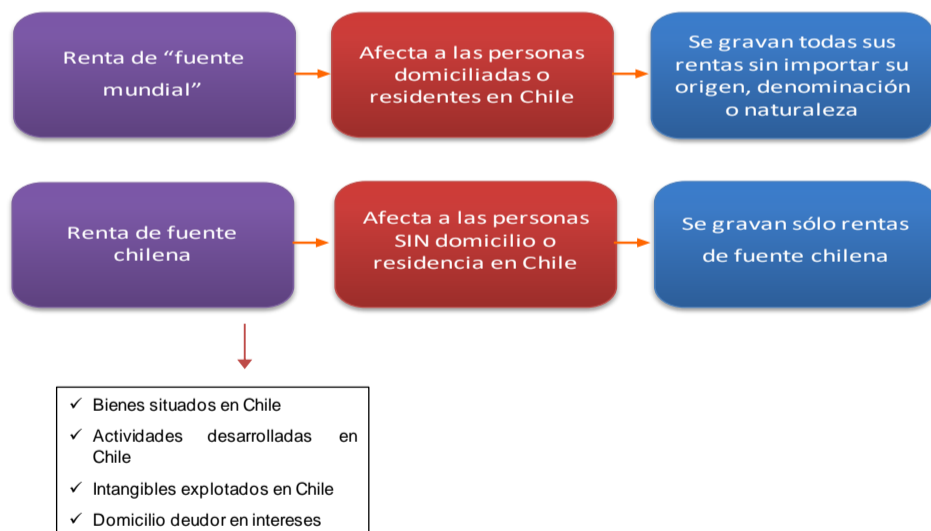 Renta de “fuente
mundial”
Afecta a las personas
domiciliadas o
residentes en Chile
Se gravan todas sus
rentas sin importar su
origen, denominación
o naturaleza
Renta de fuente
chilena
Afecta a las personas
SIN domicilio o
residencia en Chile
Se gravan sólo rentas
de fuente chilena
✓ Bienes situados en Chile
✓ Actividades desarrolladas en
Chile
✓ Intangibles explotados en Chile
✓ Domicilio deudor en intereses